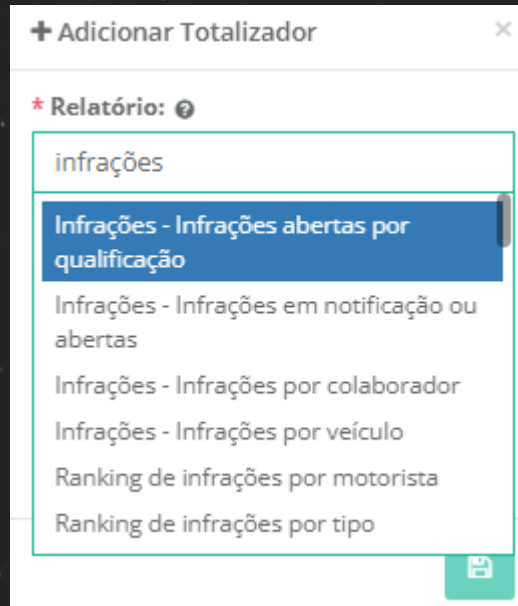 Adicionar Totalizador ×
* Relatório:
infrações
Infrações - Infrações abertas por
qualificação
Infrações - Infrações em notificação ou
abertas
Infrações - Infrações por colaborador
Infrações - Infrações por veículo
Ranking de infrações por motorista
Ranking de infrações por tipo